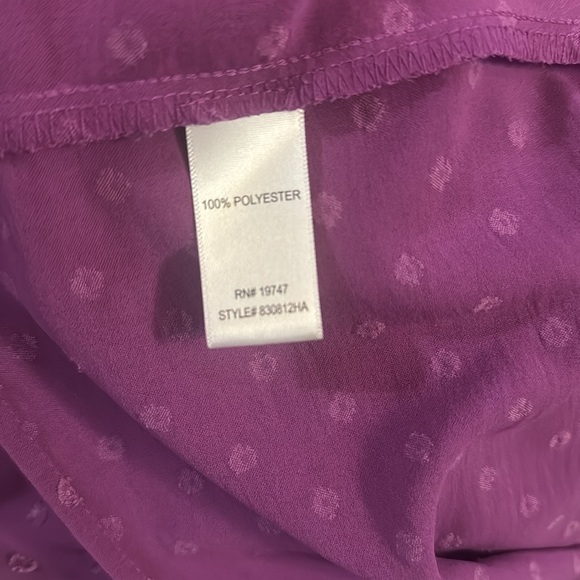 100% POLYESTER
RN# 19747
STYLE# 830812HA